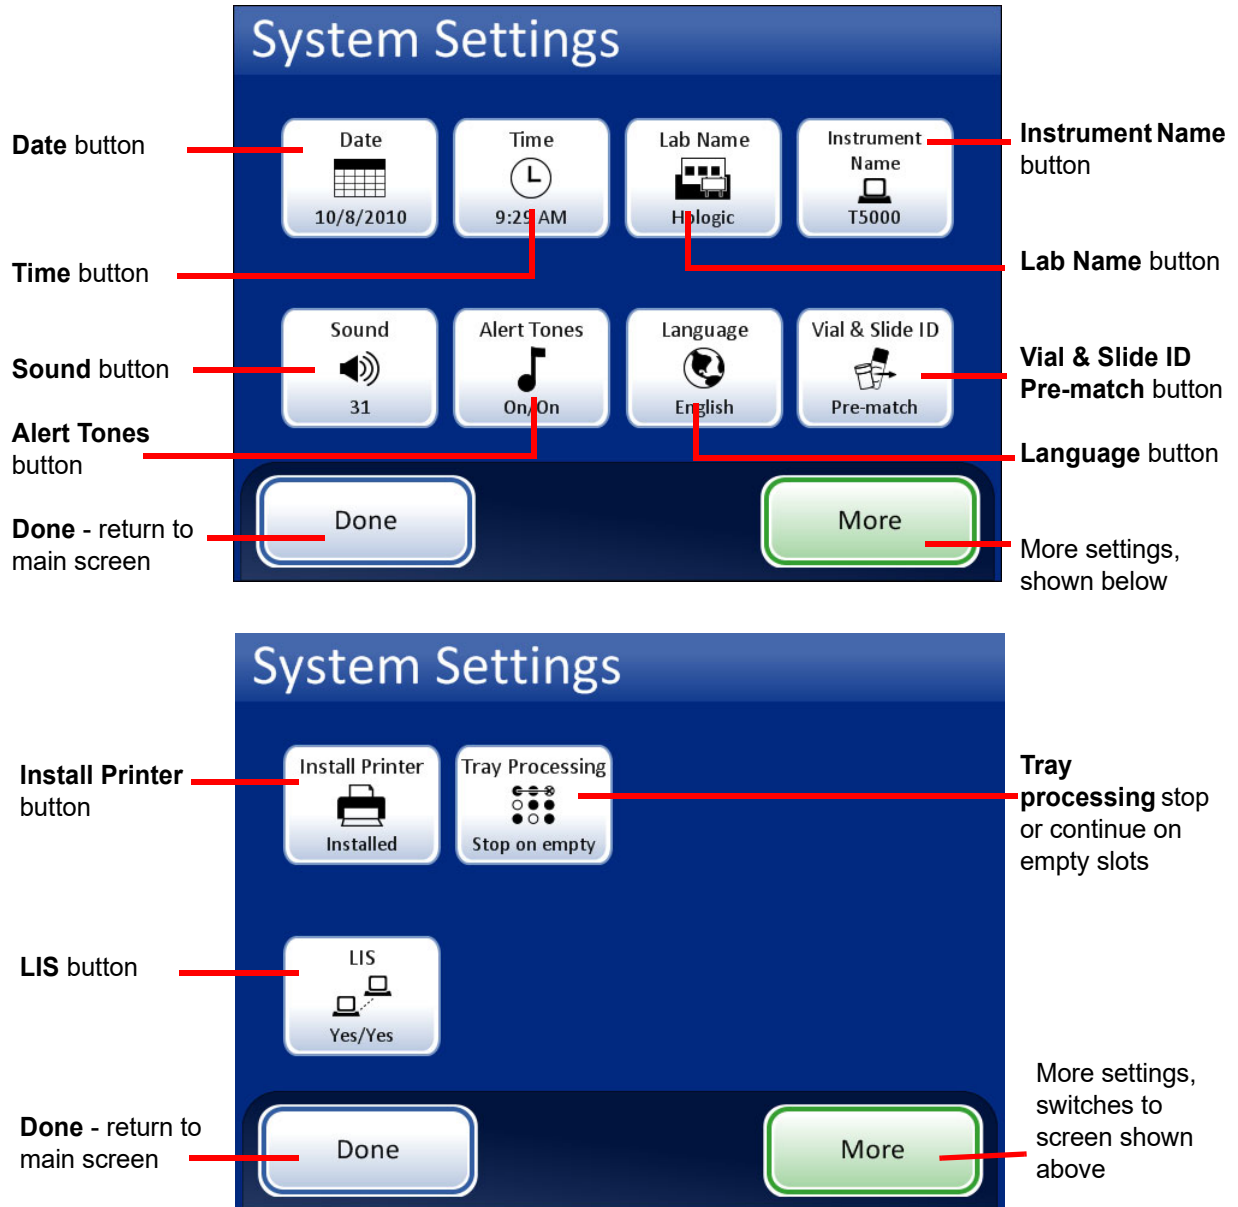 System Settings
Date button
Date
10/8/2010
Time
9:29 AM
Lab Name
Hologic
Instrument
Name
T5000
Instrument Name
button
Time button
Lab Name button
Sound button
Sound
31
Alert Tones
On/On
Language
English
Vial & Slide ID
Pre-match
Vial & Slide ID
Pre-match button
Alert Tones
button
Language button
Done - return to
main screen
Done
More
More settings,
shown below
System Settings
Install Printer
button
Install Printer
Installed
Tray Processing
Stop on empty
Tray
processing stop
or continue on
empty slots
LIS button
LIS
Yes/Yes
Done - return to
main screen
Done
More
More settings,
switches to
screen shown
above